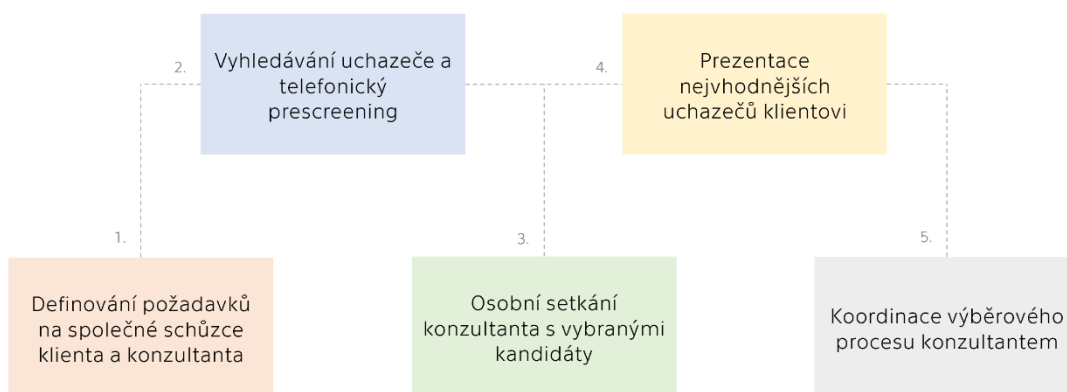 1.
Definování požadavků
na společné schůzce
klienta a konzultanta
2.
Vyhledávání uchazeče a
telefonický
prescreening
3.
Osobní setkání
konzultanta s vybranými
kandidáty
4.
Prezentace
nejvhodnějších
uchazečů klientovi
5.
Koordinace výběrového
procesu konzultantem